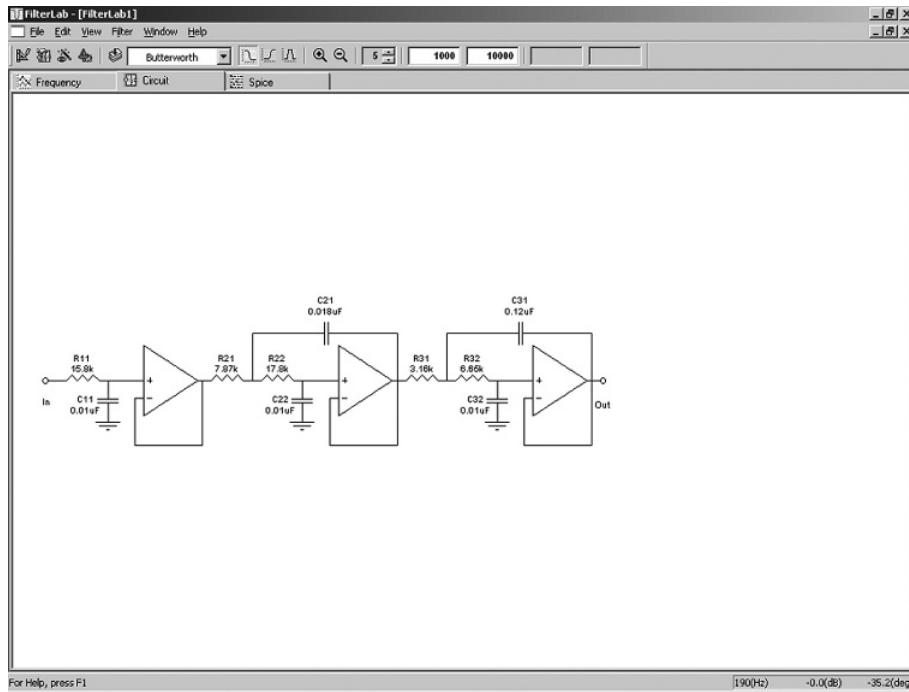 FilterLab - [FilterLab1]
File Edit View Filter Window Help
Butterworth 5 1000 10000
Frequency Circuit Spice
C21
0.018uF
C31
0.12uF
R11
15.8k
R21
7.87k
R22
17.8k
R31
3.16k
R32
6.65k
In
C11
0.01uF
C22
0.01uF
C32
0.01uF
Out
+
-
+
-
+
-
For Help, press F1
190(Hz) -0.0(dB) -35.2(deg